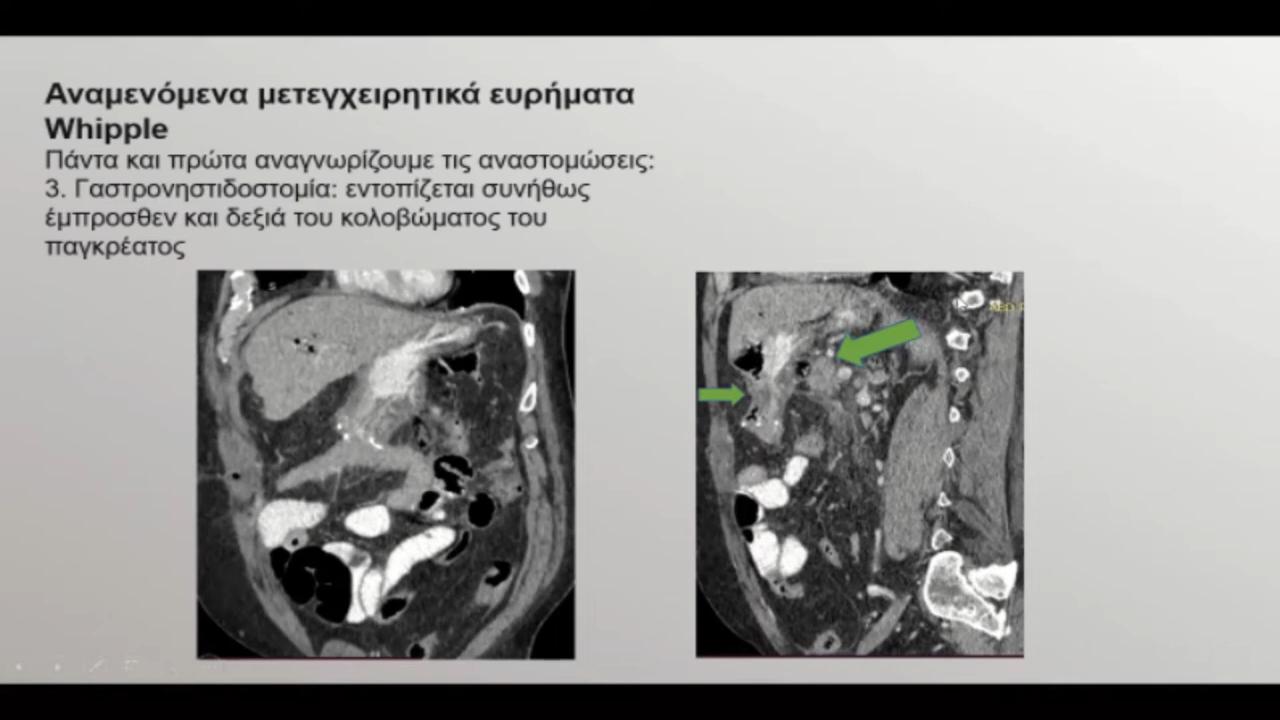 Αναμενόμενα μετεγχειρητικά ευρήματα
Whipple
Πάντα και πρώτα αναγνωρίζουμε τις αναστομώσεις:
3. Γαστρονηστιδοστομία: εντοπίζεται συνήθως
έμπροσθεν και δεξιά του κολοβώματος του
παγκρέατος